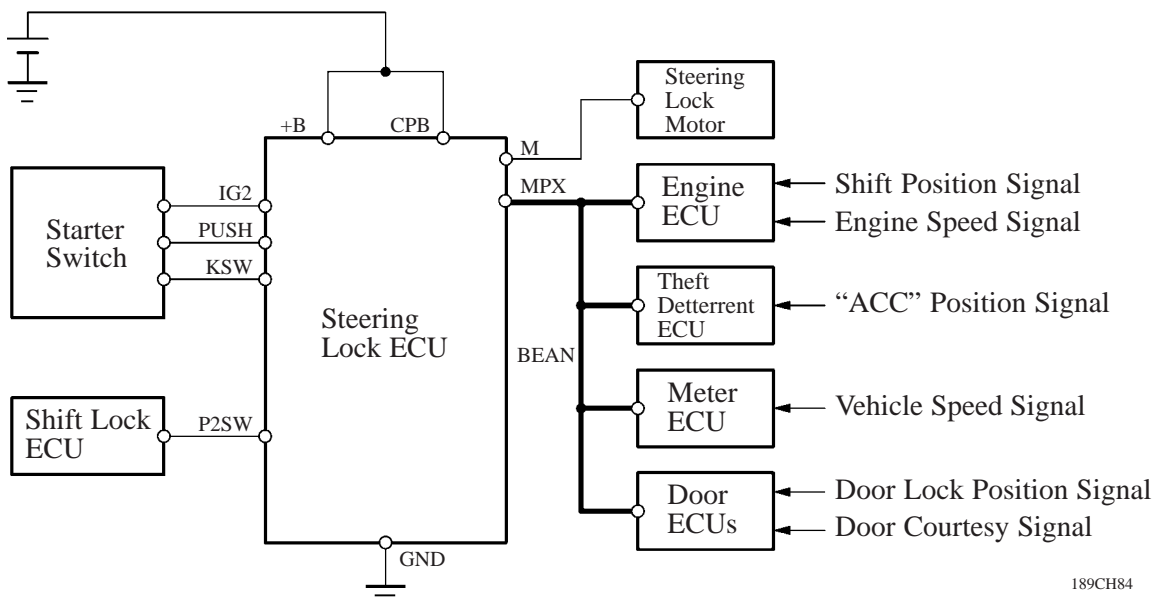 +B
CPB
Steering
Lock
Motor
M
MPX
Starter
Switch
IG2
PUSH
KSW
Engine
ECU
Shift Position Signal
Engine Speed Signal
Steering
Lock ECU
Theft
Detterrent
ECU
“ACC” Position Signal
BEAN
Meter
ECU
Vehicle Speed Signal
Shift Lock
ECU
P2SW
Door
ECUs
Door Lock Position Signal
Door Courtesy Signal
GND
189CH84